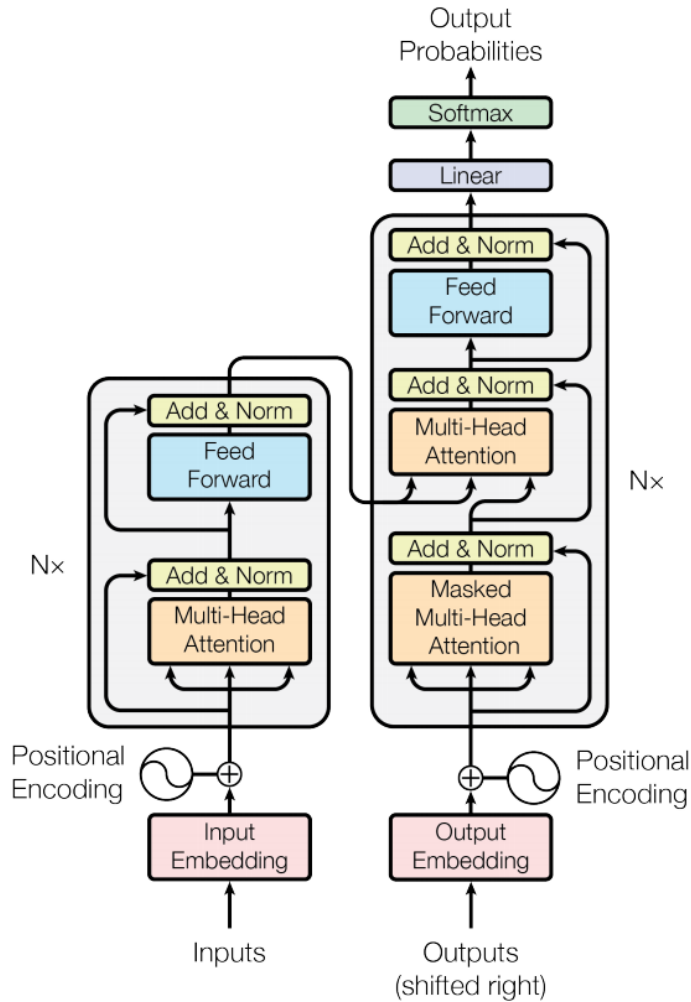 Output
Probabilities
Softmax
Linear
Add & Norm
Feed
Forward
Add & Norm
Multi-Head
Attention
Add & Norm
Masked
Multi-Head
Attention
N×
Add & Norm
Feed
Forward
Add & Norm
Multi-Head
Attention
N×
Positional
Encoding
Positional
Encoding
Input
Embedding
Output
Embedding
Inputs
Outputs
(shifted right)